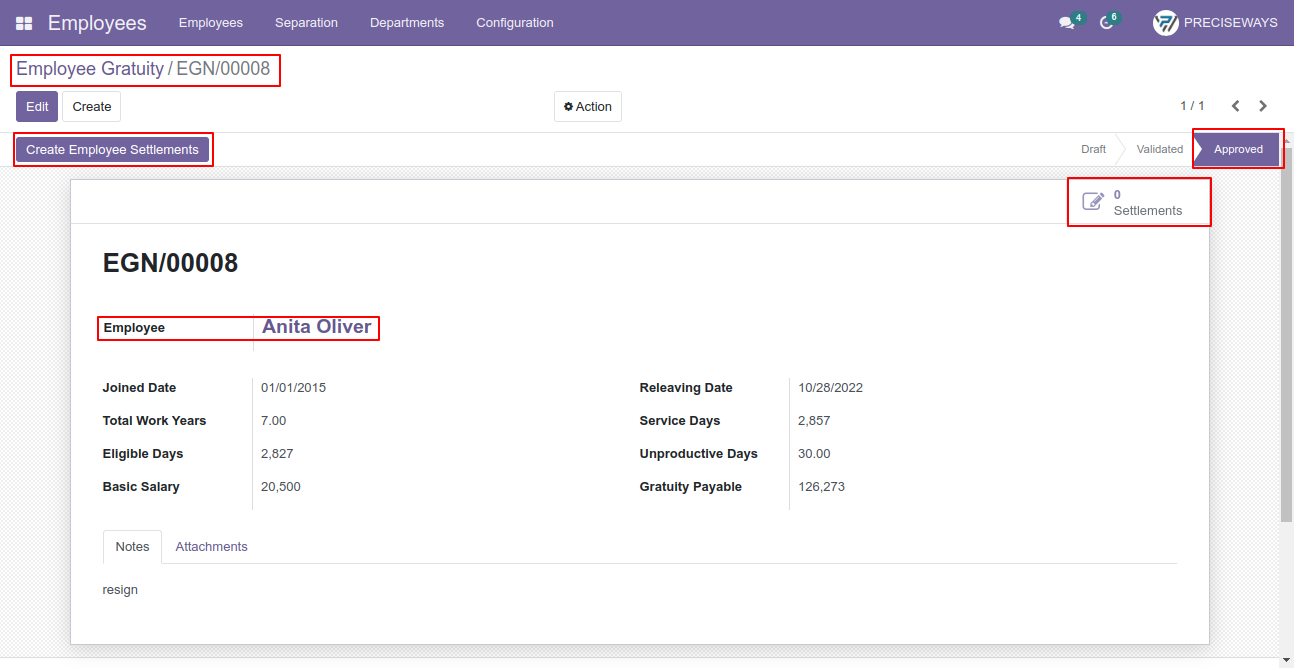 Employees Employees Separation Departments Configuration 4 6 PRECISEWAYS
Employee Gratuity / EGN/00008
Edit Create Action 1 / 1
Create Employee Settlements Draft Validated Approved
0
Settlements
EGN/00008
Employee Anita Oliver
Joined Date 01/01/2015 Releaving Date 10/28/2022
Total Work Years 7.00 Service Days 2,857
Eligible Days 2,827 Unproductive Days 30.00
Basic Salary 20,500 Gratuity Payable 126,273
Notes Attachments
resign